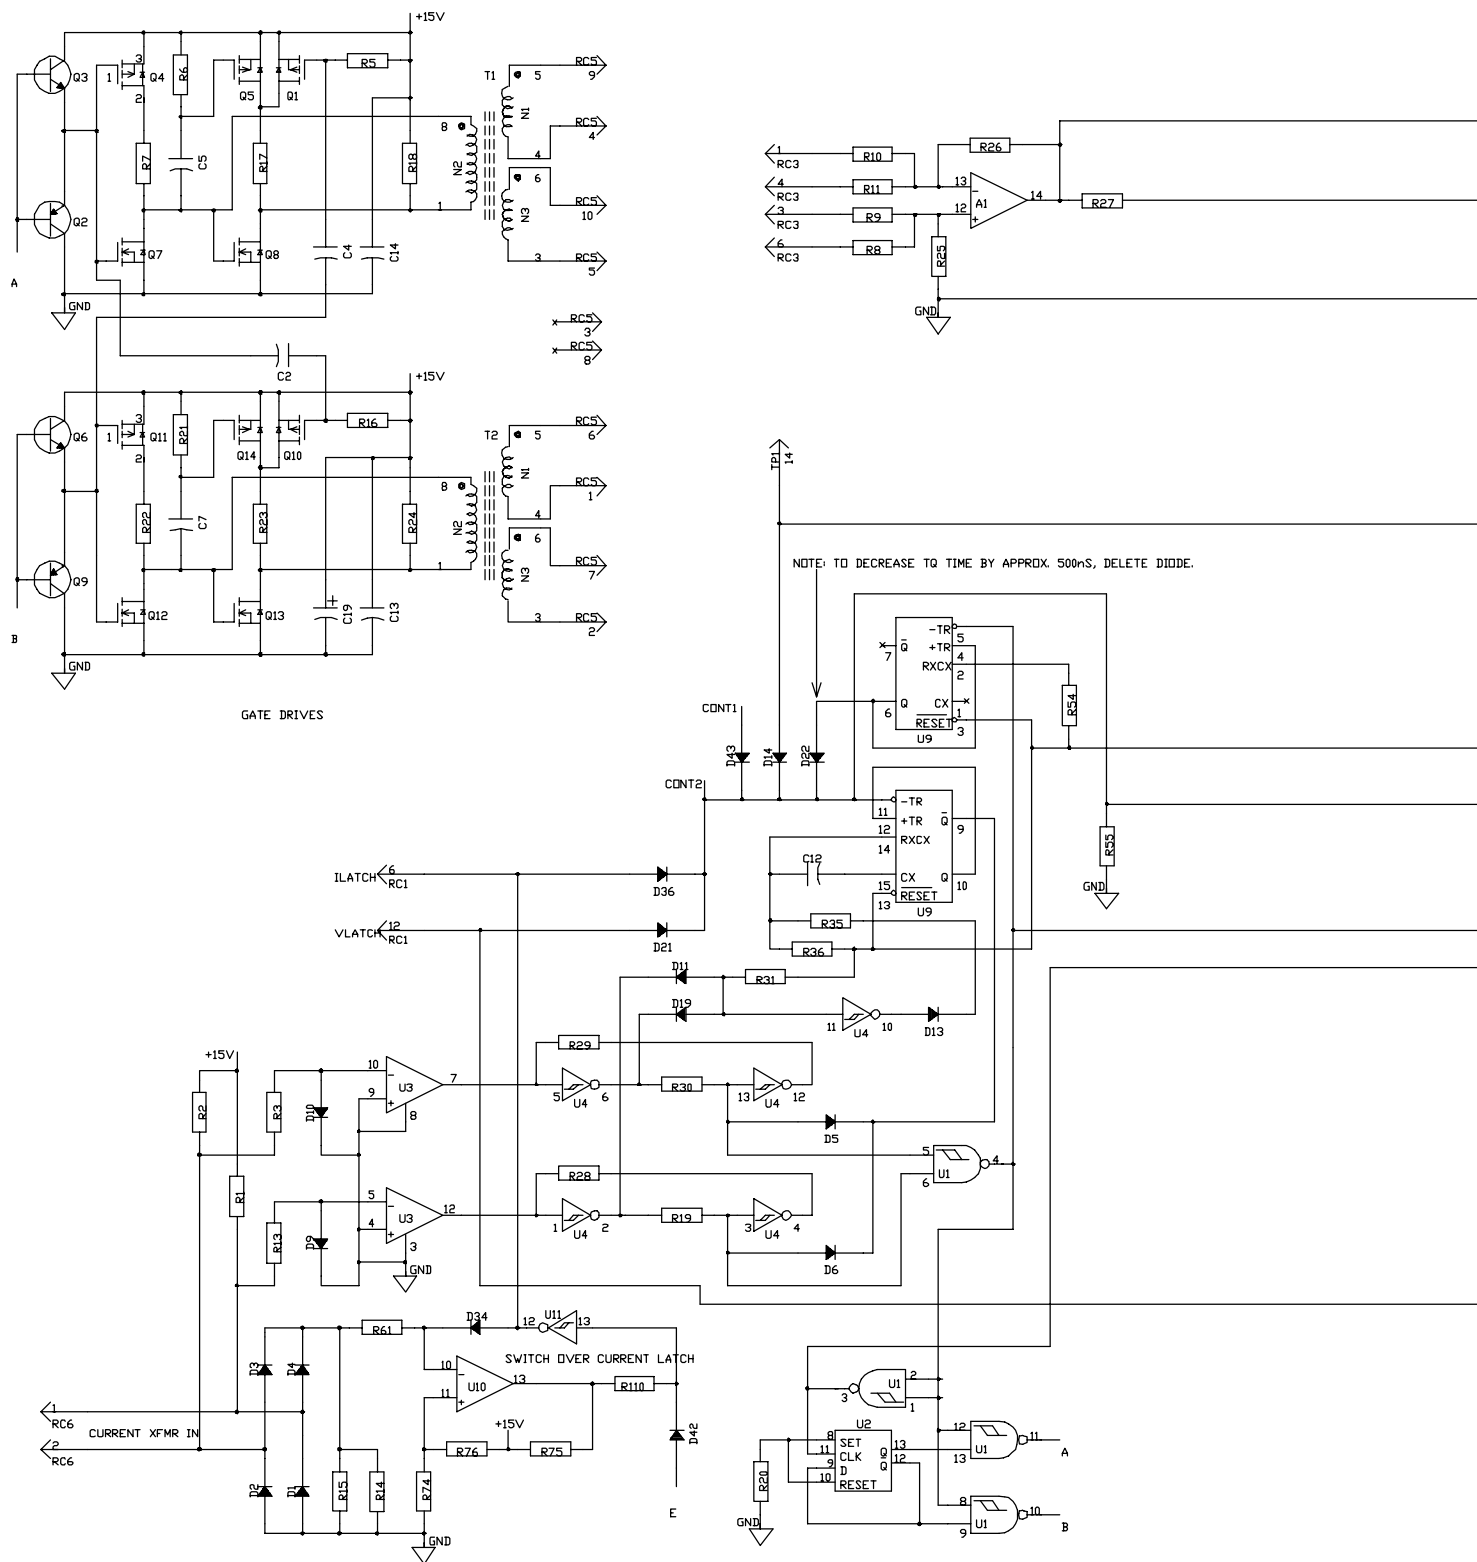 +15V
Q3
1
3
Q4
2
R6
Q5
Q1
R5
R7
C5
R17
R18
Q2
Q7
Q8
C4
C14
A
GND
T1
5
N1
8
N2
4
6
1
N3
3
RC5
9
RC5
4
RC5
10
RC5
5
RC5
3
RC5
8
C2
+15V
Q6
1
3
Q11
2
R21
Q14
Q10
R16
R22
C7
R23
R24
Q9
Q12
Q13
+
C19
C13
B
GND
T2
5
N1
8
N2
4
6
1
N3
3
RC5
6
RC5
1
RC5
7
RC5
2
GATE DRIVES
1
RC3
4
RC3
3
RC3
6
RC3
R10
R11
R9
R8
R26
13
-
A1
14
12
+
R27
R25
GND
TP1
14
NOTE: TO DECREASE TQ TIME BY APPROX. 500nS, DELETE DIODE.
-TR
5
Q
7
+TR
4
RXCX
2
Q
6
CX
1
RESET
3
U9
R54
CONT1
D43
D14
D22
CONT2
-TR
11
+TR
12
Q
9
RXCX
14
C12
CX
15
Q
10
RESET
13
U9
R55
GND
ILATCH
6
RC1
D36
VLATCH
12
RC1
D21
R35
R36
D11
R31
D19
11
U4
10
D13
+15V
R2
R3
D10
10
-
U3
7
9
+
8
R29
5
U4
6
R30
13
U4
12
D5
R1
R13
D9
5
-
U3
12
4
+
3
GND
R28
1
U4
2
R19
3
U4
4
D6
5
U1
4
6
D34
12
U11
13
R61
SWITCH OVER CURRENT LATCH
D3
D4
10
-
U10
13
11
+
R110
1
RC6
CURRENT XFMR IN
2
RC6
+15V
R76
R75
D42
D2
D1
R15
R14
R74
GND
E
U1
2
3
1
U2
8
SET
11
CLK
9
D
10
RESET
Q
13
Q
12
R20
GND
12
U1
11
13
A
8
U1
10
9
B